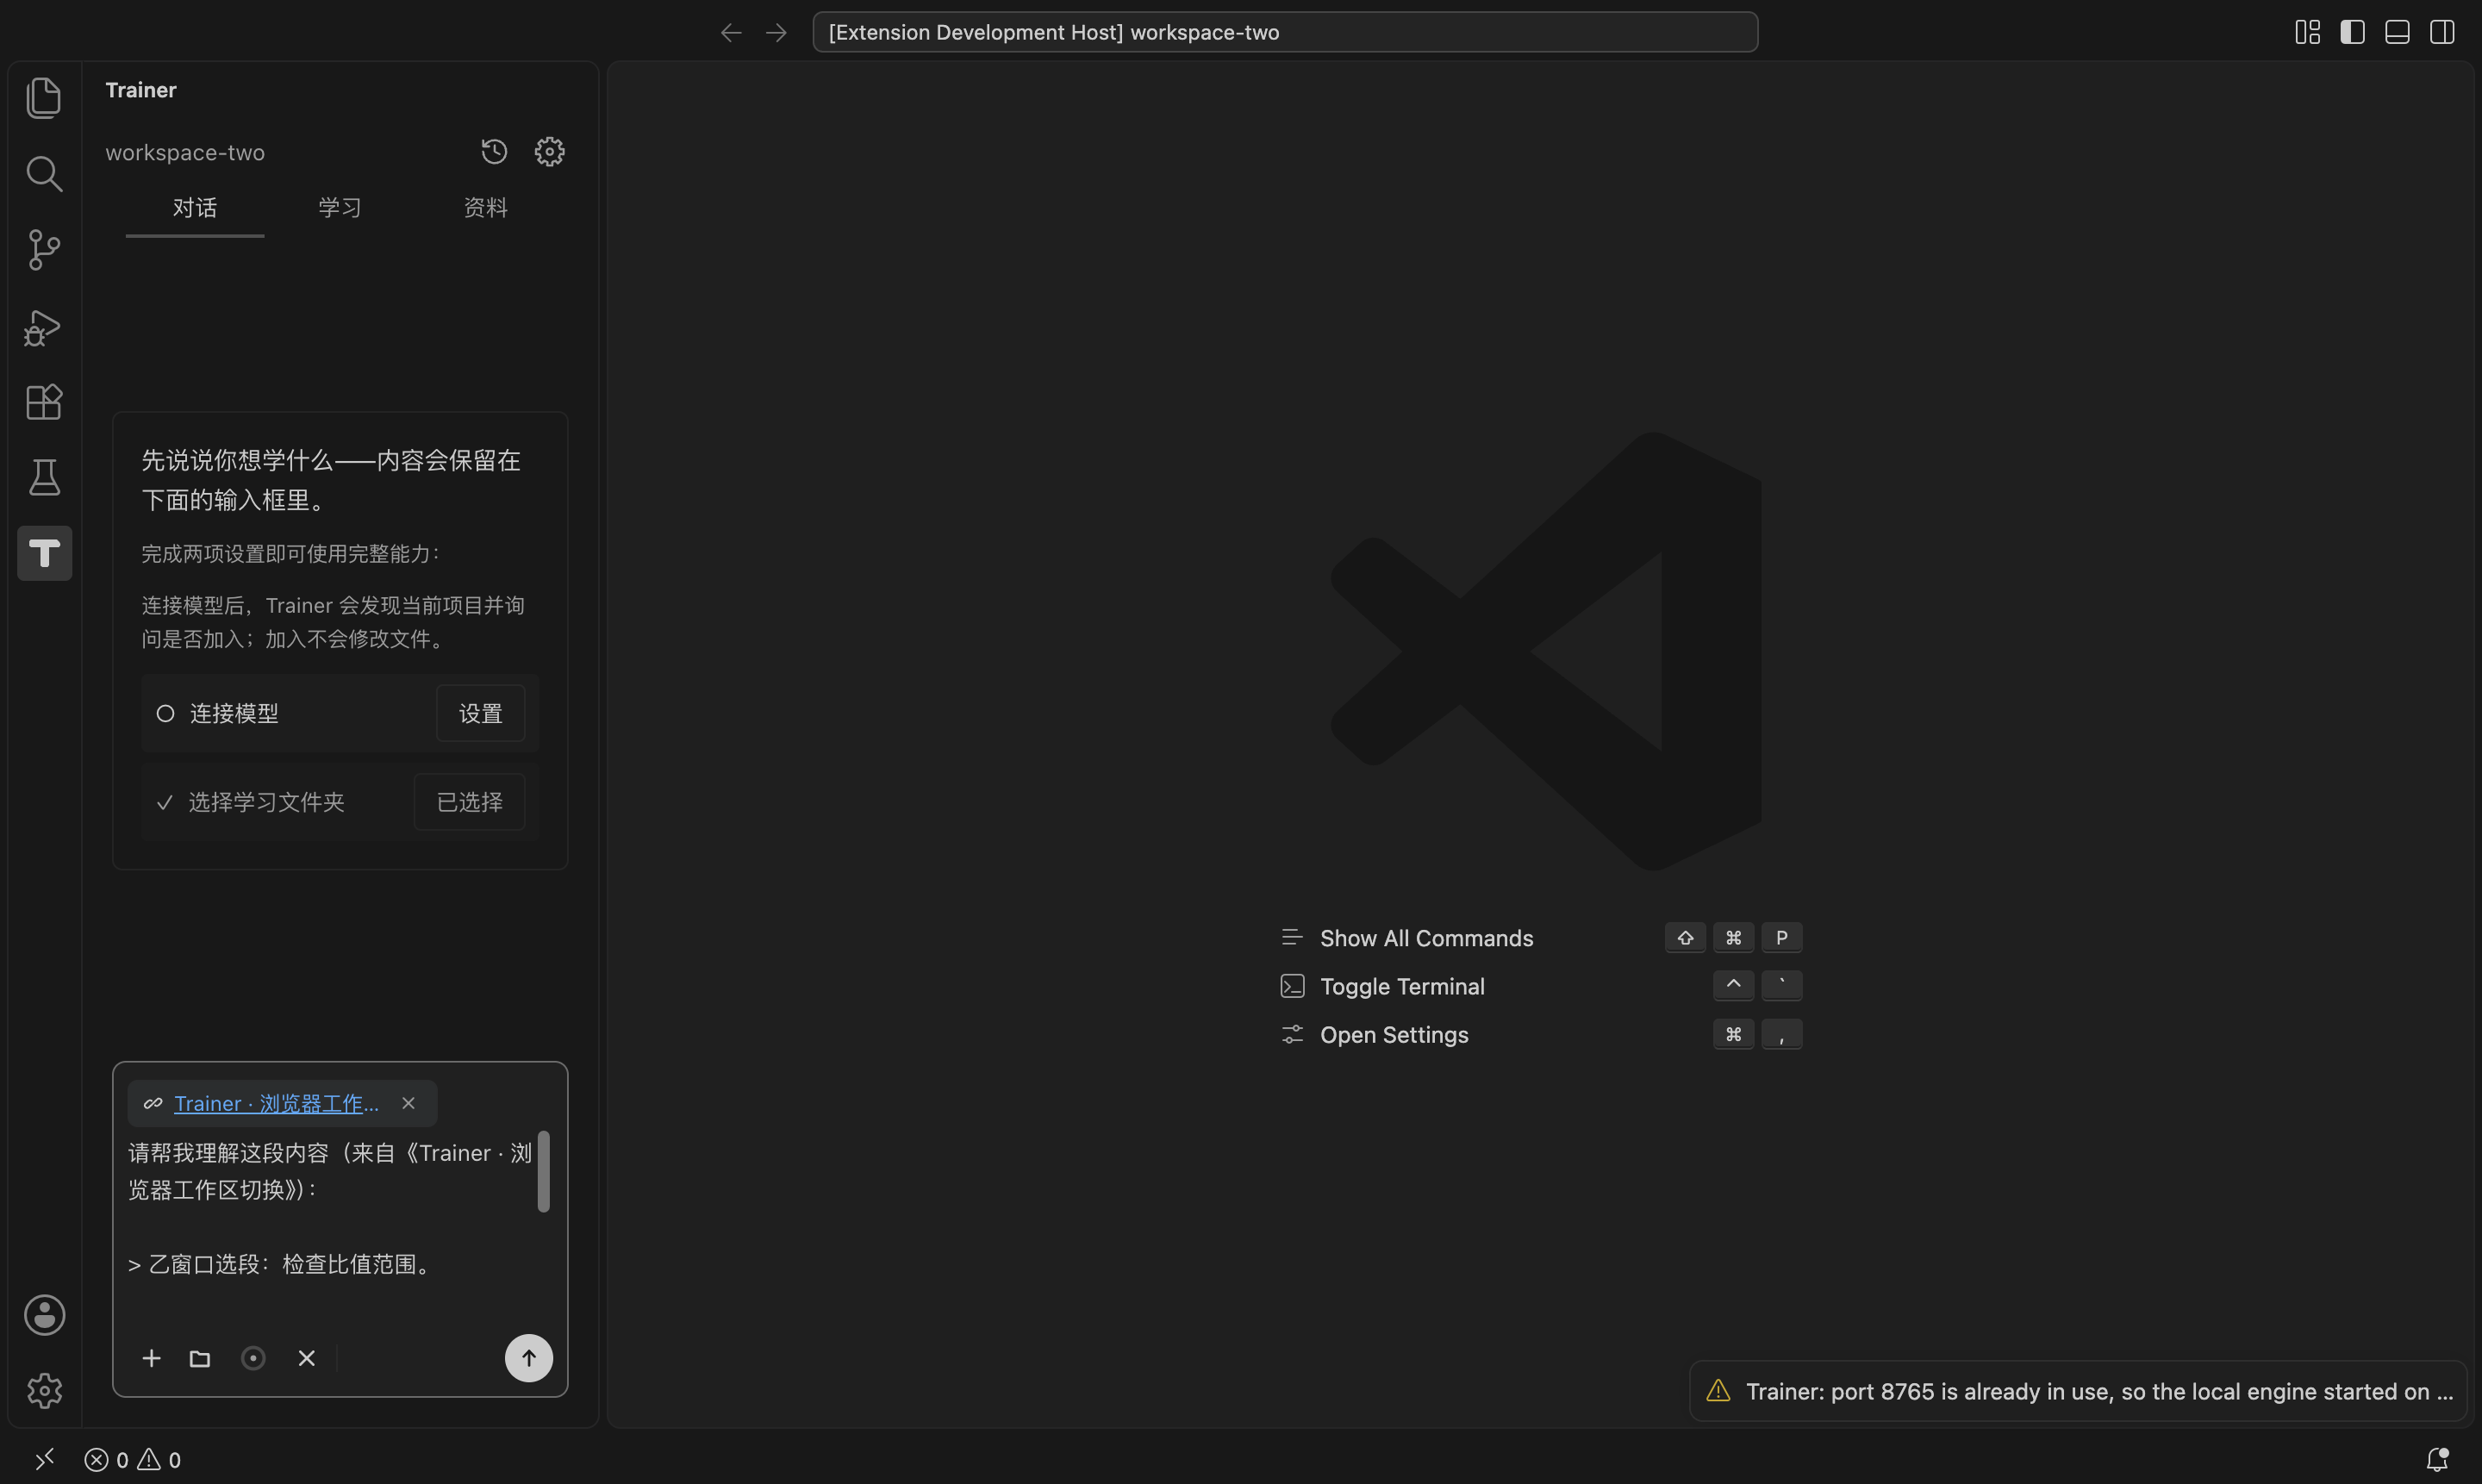 [Extension Development Host] workspace-two
Trainer
workspace-two
对话
学习
资料
先说说你想学什么——内容会保留在
下面的输入框里。
完成两项设置即可使用完整能力：
连接模型后，Trainer 会发现当前项目并询
问是否加入；加入不会修改文件。
连接模型
设置
选择学习文件夹
已选择
Show All Commands
⌘ P
Toggle Terminal
^ `
Open Settings
⌘ ,
Trainer · 浏览器工作...
请帮我理解这段内容（来自《Trainer · 浏
览器工作区切换》）：
> 乙窗口选段：检查比值范围。
Trainer: port 8765 is already in use, so the local engine started on ...
0 0